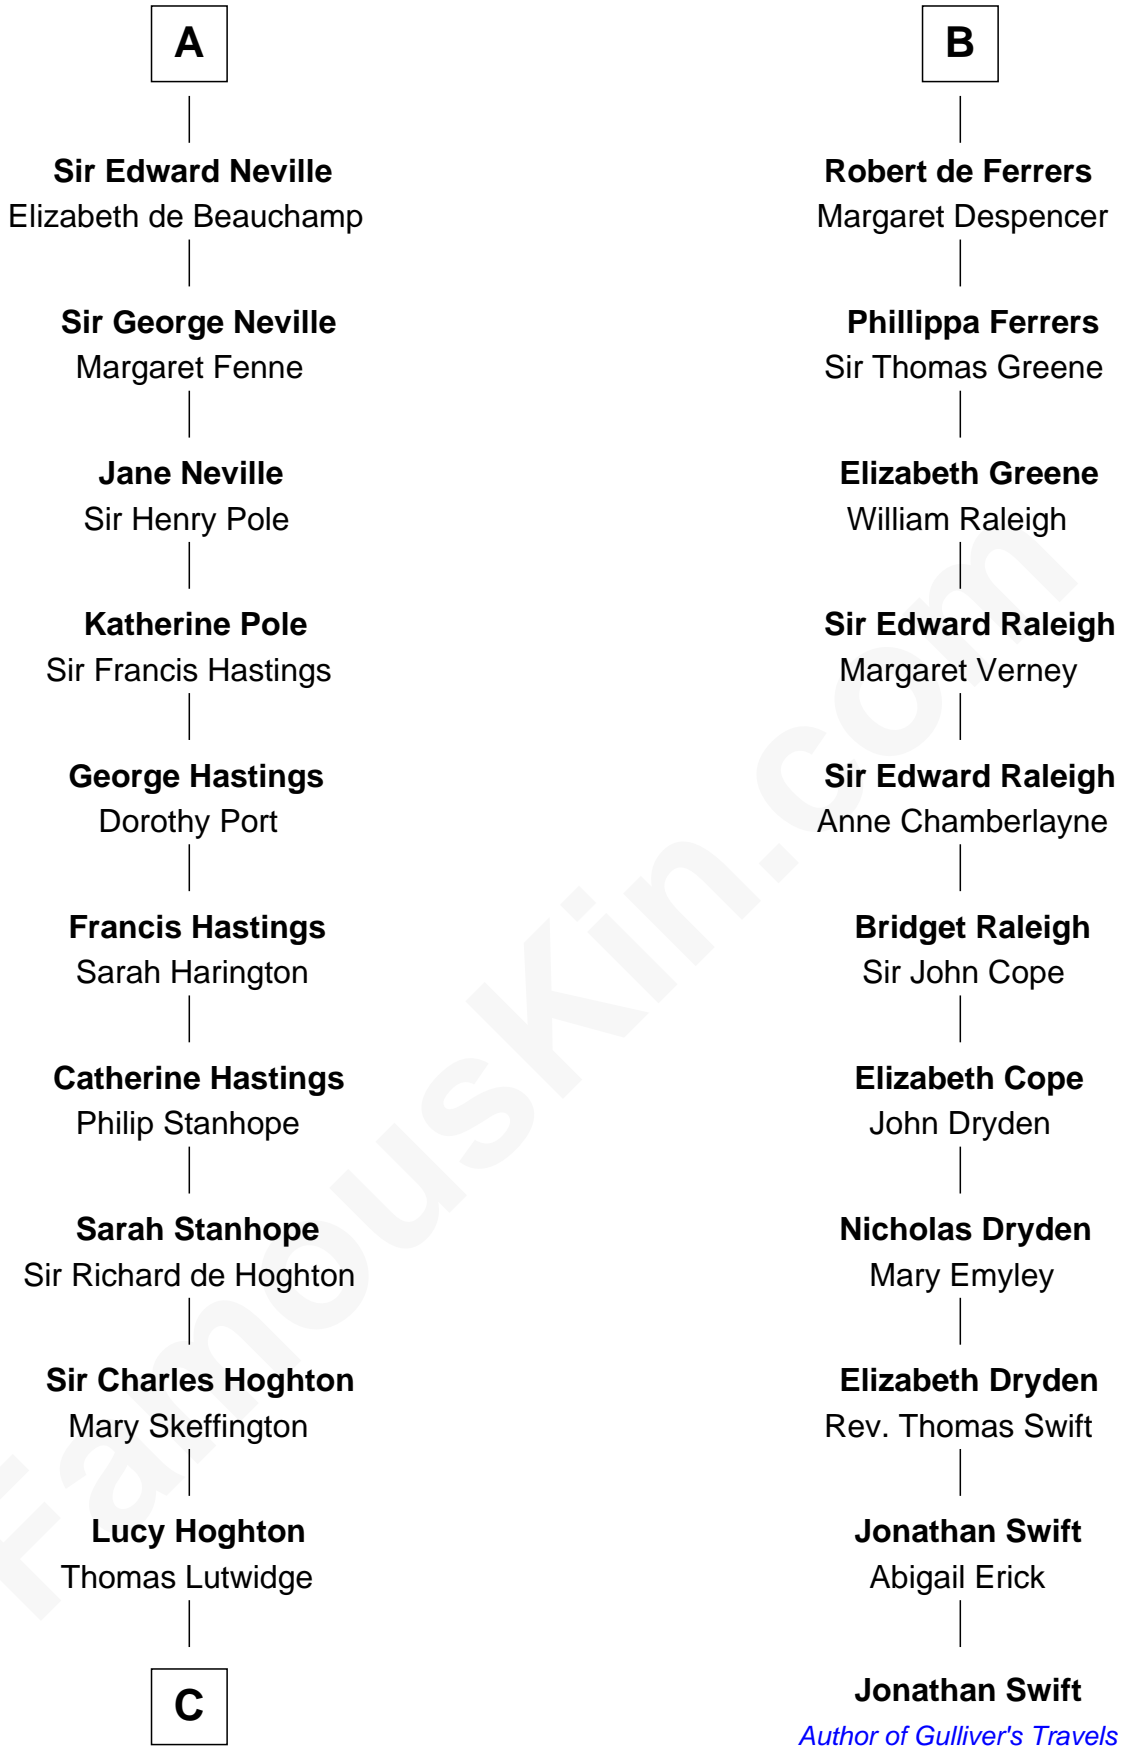 A
Sir Edward Neville
Elizabeth de Beauchamp
Sir George Neville
Margaret Fenne
Jane Neville
Sir Henry Pole
Katherine Pole
Sir Francis Hastings
George Hastings
Dorothy Port
Francis Hastings
Sarah Harington
Catherine Hastings
Philip Stanhope
Sarah Stanhope
Sir Richard de Hoghton
Sir Charles Hoghton
Mary Skeffington
Lucy Hoghton
Thomas Lutwidge
C
B
Robert de Ferrers
Margaret Despencer
Phillippa Ferrers
Sir Thomas Greene
Elizabeth Greene
William Raleigh
Sir Edward Raleigh
Margaret Verney
Sir Edward Raleigh
Anne Chamberlayne
Bridget Raleigh
Sir John Cope
Elizabeth Cope
John Dryden
Nicholas Dryden
Mary Emyley
Elizabeth Dryden
Rev. Thomas Swift
Jonathan Swift
Abigail Erick
Jonathan Swift
Author of Gulliver's Travels
FamousKin.com